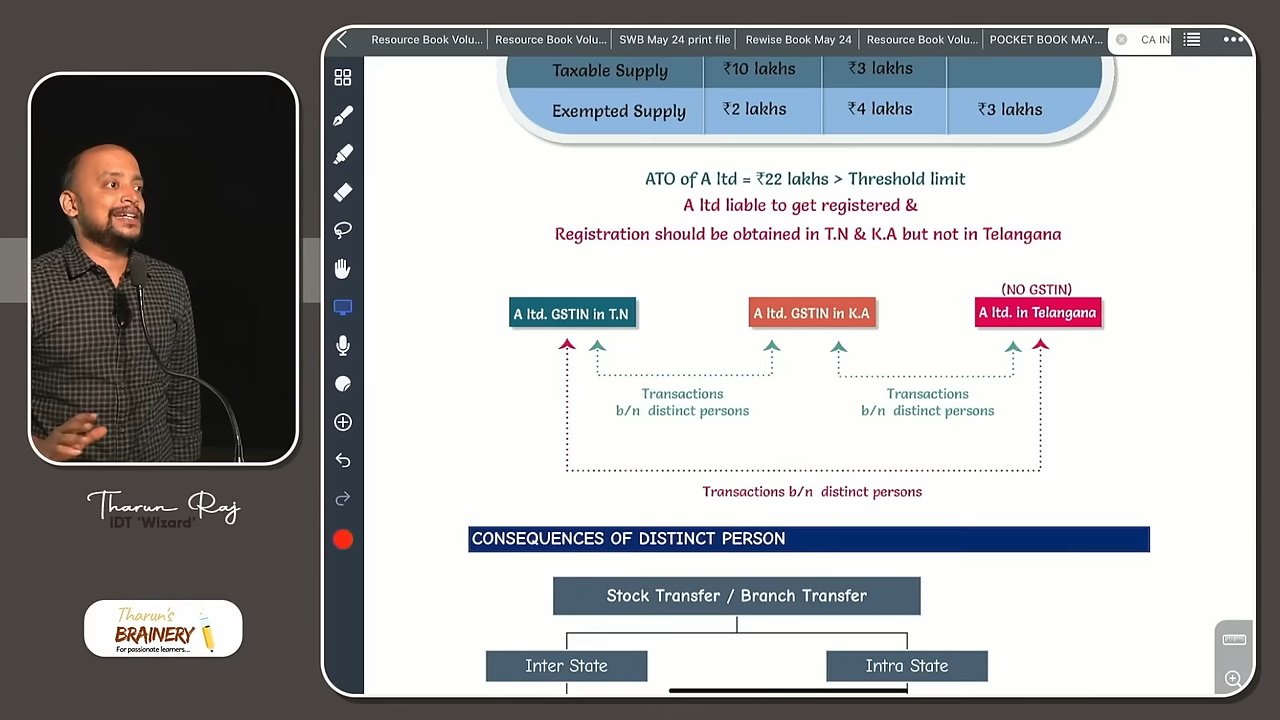 Resource Book Volu...
Resource Book Volu...
SWB May 24 print file
Rewise Book May 24
Resource Book Volu...
POCKET BOOK MAY...
CA IN
Taxable Supply ₹10 lakhs ₹3 lakhs
Exempted Supply ₹2 lakhs ₹4 lakhs ₹3 lakhs
ATO of A ltd = ₹22 lakhs > Threshold limit
A ltd liable to get registered &
Registration should be obtained in T.N & K.A but not in Telangana
(NO GSTIN)
A ltd. GSTIN in T.N
A ltd. GSTIN in K.A
A ltd. in Telangana
Transactions
b/n distinct persons
Transactions
b/n distinct persons
Transactions b/n distinct persons
CONSEQUENCES OF DISTINCT PERSON
Stock Transfer / Branch Transfer
Inter State
Intra State
Tharun Raj
IDT 'Wizard'
Tharun's
BRAINERY
For passionate learners...